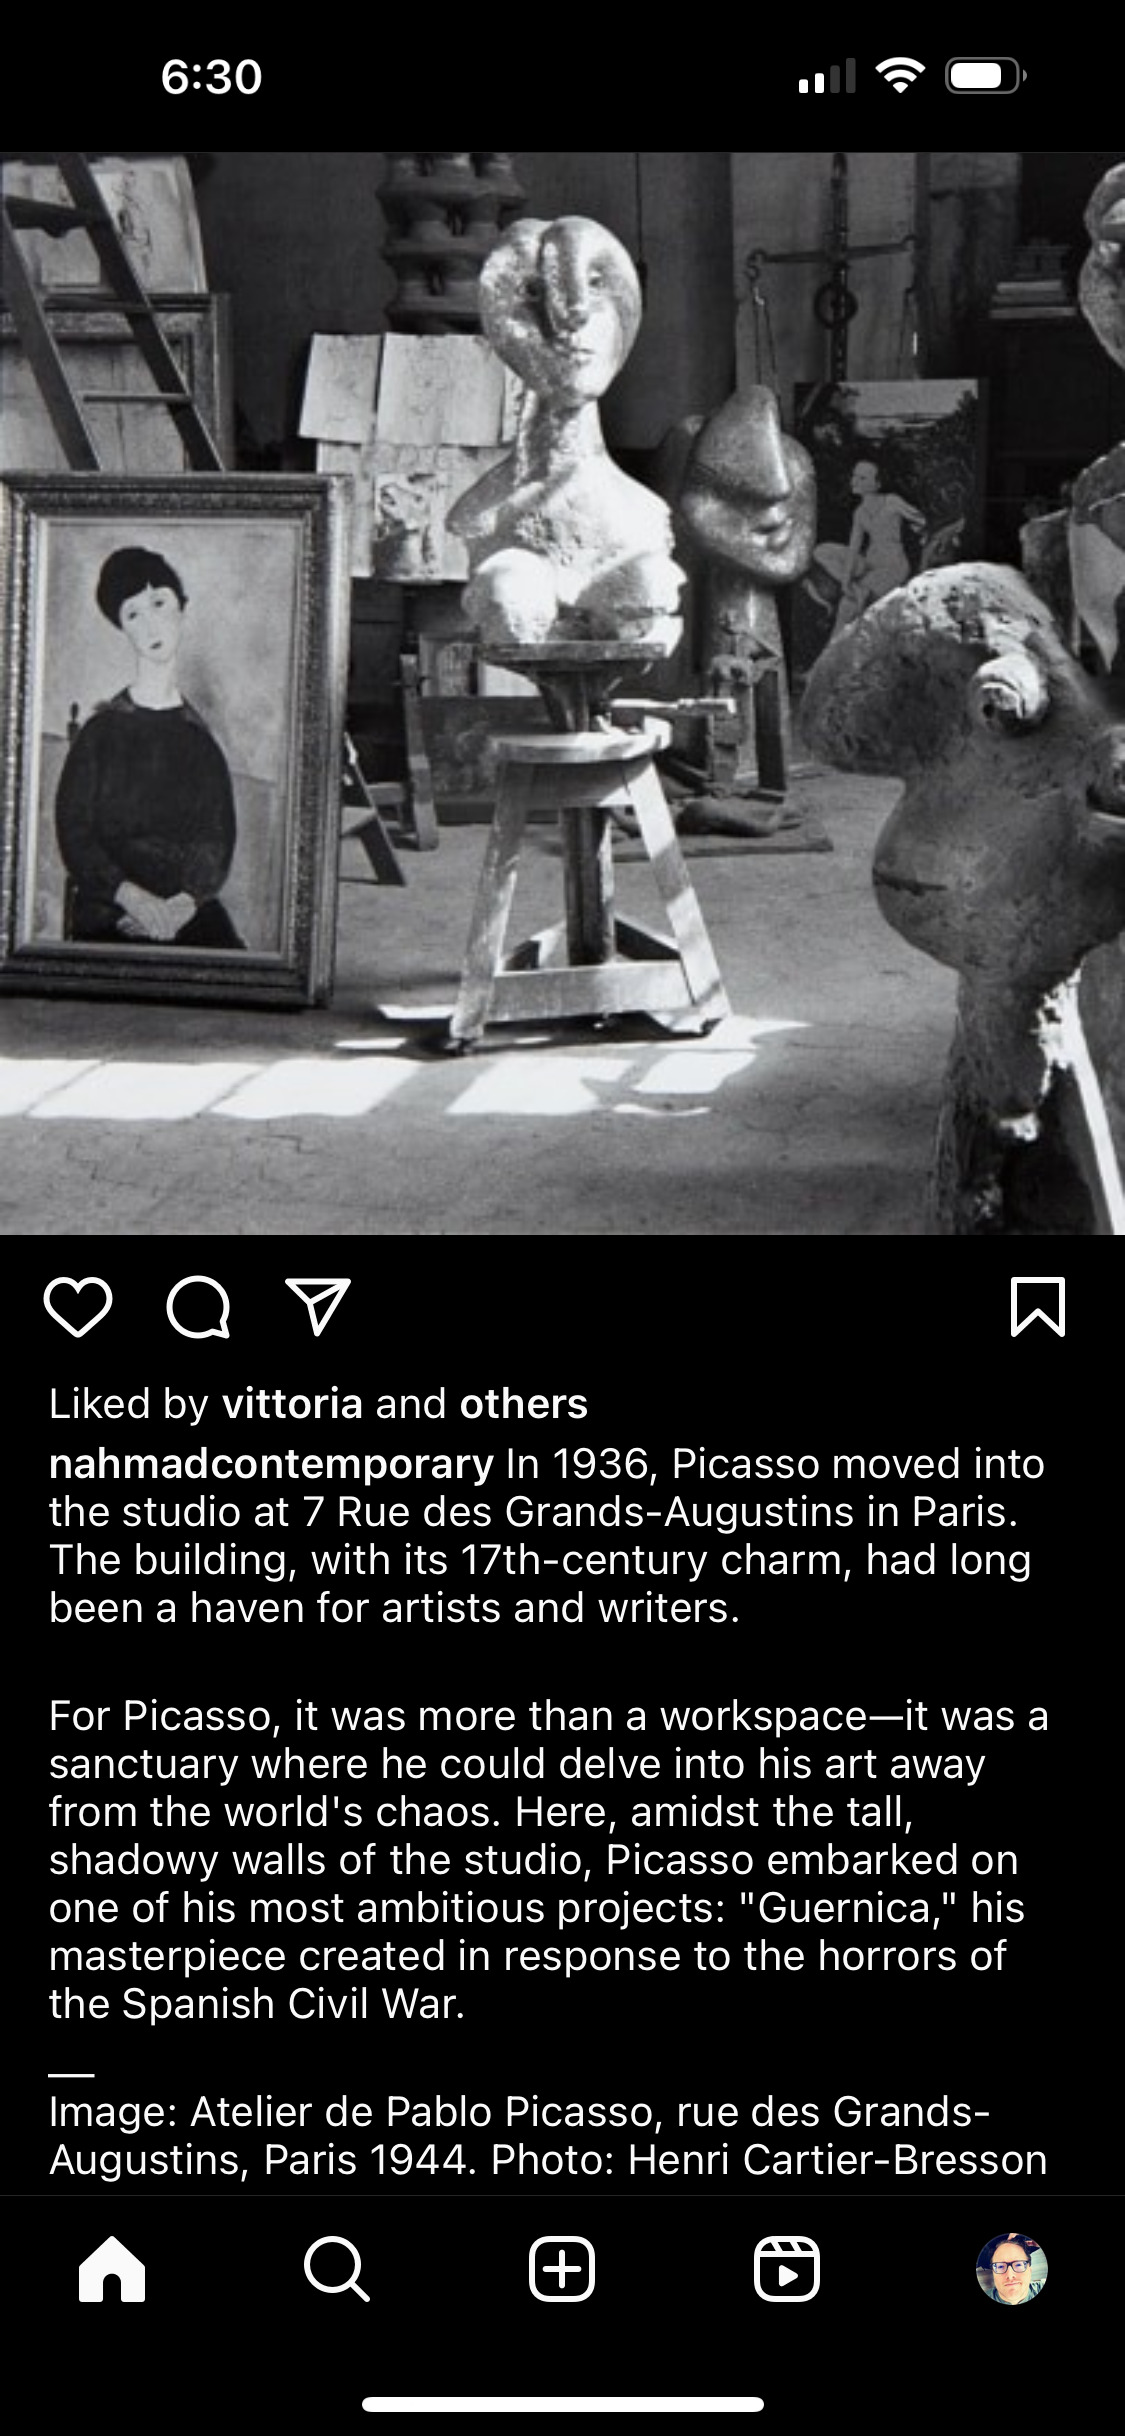 6:30
Liked by vittoria and others
nahmadcontemporary In 1936, Picasso moved into
the studio at 7 Rue des Grands-Augustins in Paris.
The building, with its 17th-century charm, had long
been a haven for artists and writers.
For Picasso, it was more than a workspace—it was a
sanctuary where he could delve into his art away
from the world's chaos. Here, amidst the tall,
shadowy walls of the studio, Picasso embarked on
one of his most ambitious projects: "Guernica," his
masterpiece created in response to the horrors of
the Spanish Civil War.
__
Image: Atelier de Pablo Picasso, rue des Grands-
Augustins, Paris 1944. Photo: Henri Cartier-Bresson